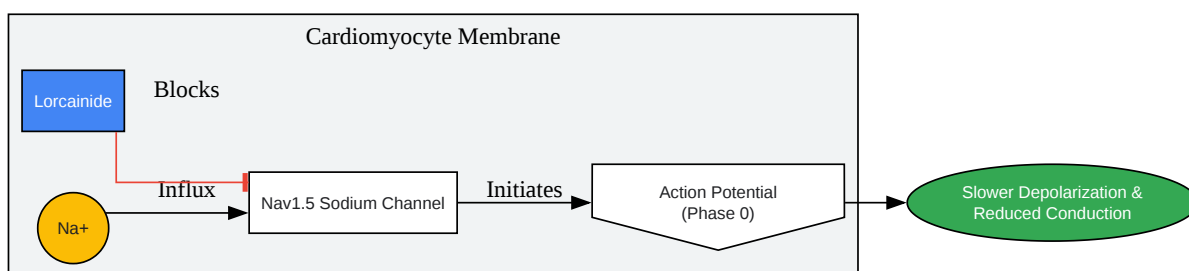 Cardiomyocyte Membrane
Lorcainide
Blocks
Influx
Na+
Nav1.5 Sodium Channel
Initiates
Action Potential
(Phase 0)
Slower Depolarization &
Reduced Conduction